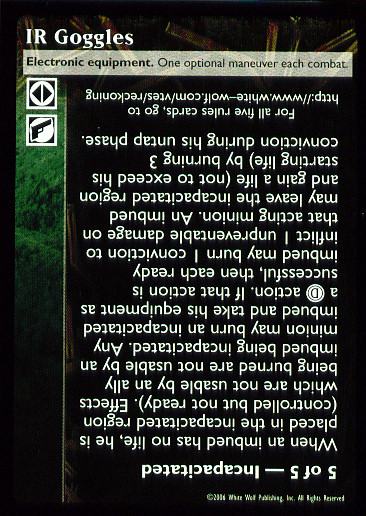 IR Goggles
Electronic equipment. One optional maneuver each combat.
5 of 5 — Incapacitated
When an imbued has no life, he is
placed in the incapacitated region
(controlled but not ready). Effects
which are not usable by an ally
being burned are not usable by an
imbued being incapacitated. Any
minion may burn an incapacitated
imbued and take his equipment as
a Ⓓ action. If that action is
successful, then each ready
imbued may burn 1 conviction to
inflict 1 unpreventable damage on
that acting minion. An imbued
may leave the incapacitated region
and gain a life (not to exceed his
starting life) by burning 3
conviction during his untap phase.
For all five rules cards, go to
http://www.white-wolf.com/vtes/reckoning
©2006 White Wolf Publishing, Inc. All Rights Reserved